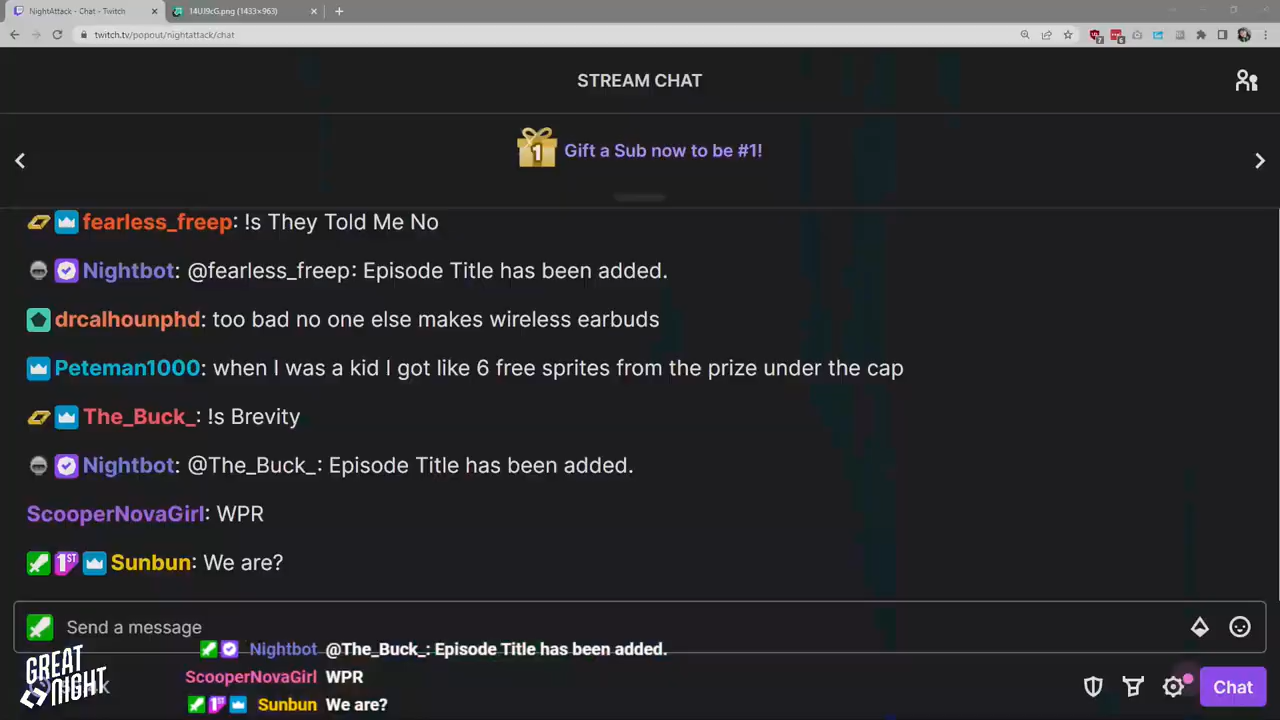 NightAttack - Chat - Twitch
14UJ9cG.png (1433×963)
twitch.tv/popout/nightattack/chat
STREAM CHAT
1 Gift a Sub now to be #1!
fearless_freep: !s They Told Me No
Nightbot: @fearless_freep: Episode Title has been added.
drcalhounphd: too bad no one else makes wireless earbuds
Peteman1000: when I was a kid I got like 6 free sprites from the prize under the cap
The_Buck_: !s Brevity
Nightbot: @The_Buck_: Episode Title has been added.
ScooperNovaGirl: WPR
1ST Sunbun: We are?
Send a message
Nightbot @The_Buck_: Episode Title has been added.
ScooperNovaGirl WPR
1ST Sunbun We are?
GREAT
NIGHT
Chat